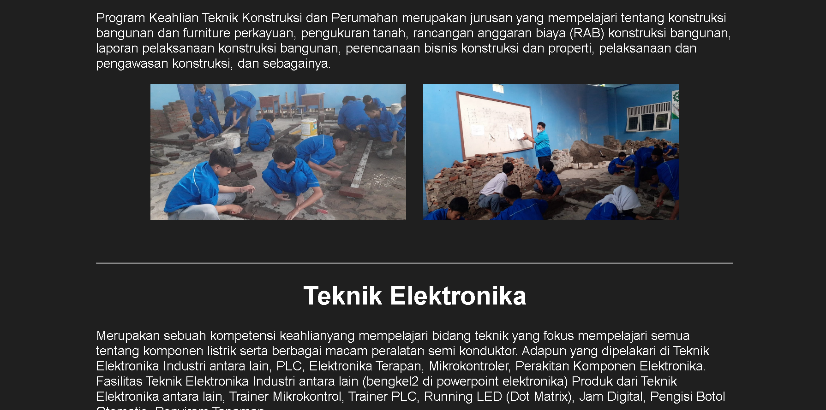 Program Keahlian Teknik Konstruksi dan Perumahan merupakan jurusan yang mempelajari tentang konstruksi
bangunan dan furniture perkayuan, pengukuran tanah, rancangan anggaran biaya (RAB) konstruksi bangunan,
laporan pelaksanaan konstruksi bangunan, perencanaan bisnis konstruksi dan properti, pelaksanaan dan
pengawasan konstruksi, dan sebagainya.
Teknik Elektronika
Merupakan sebuah kompetensi keahlianyang mempelajari bidang teknik yang fokus mempelajari semua
tentang komponen listrik serta berbagai macam peralatan semi konduktor. Adapun yang dipelakari di Teknik
Elektronika Industri antara lain, PLC, Elektronika Terapan, Mikrokontroler, Perakitan Komponen Elektronika.
Fasilitas Teknik Elektronika Industri antara lain (bengkel2 di powerpoint elektronika) Produk dari Teknik
Elektronika antara lain, Trainer Mikrokontrol, Trainer PLC, Running LED (Dot Matrix), Jam Digital, Pengisi Botol